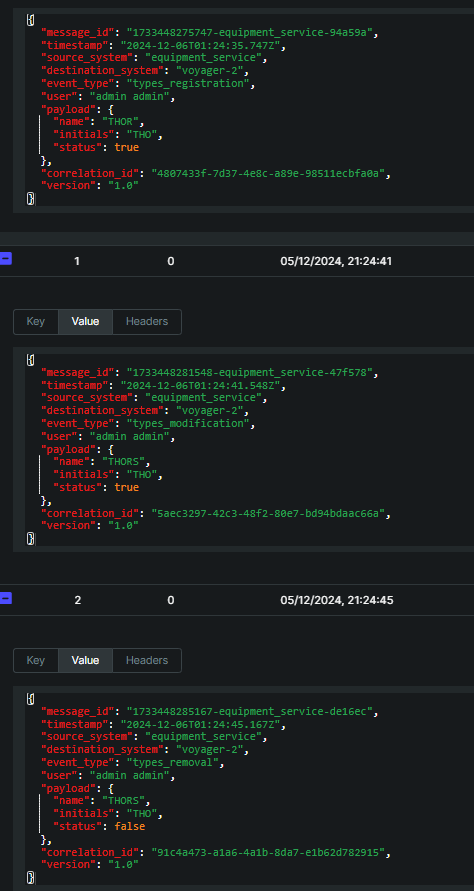 {
"message_id": "1733448275747-equipment_service-94a59a",
"timestamp": "2024-12-06T01:24:35.747Z",
"source_system": "equipment_service",
"destination_system": "voyager-2",
"event_type": "types_registration",
"user": "admin admin",
"payload": {
"name": "THOR",
"initials": "THO",
"status": true
},
"correlation_id": "4807433f-7d37-4e8c-a89e-98511ecbfa0a",
"version": "1.0"
}
1 0 05/12/2024, 21:24:41
Key Value Headers
{
"message_id": "1733448281548-equipment_service-47f578",
"timestamp": "2024-12-06T01:24:41.548Z",
"source_system": "equipment_service",
"destination_system": "voyager-2",
"event_type": "types_modification",
"user": "admin admin",
"payload": {
"name": "THORS",
"initials": "THO",
"status": true
},
"correlation_id": "5aec3297-42c3-48f2-80e7-bd94bdaac66a",
"version": "1.0"
}
2 0 05/12/2024, 21:24:45
Key Value Headers
{
"message_id": "1733448285167-equipment_service-de16ec",
"timestamp": "2024-12-06T01:24:45.167Z",
"source_system": "equipment_service",
"destination_system": "voyager-2",
"event_type": "types_removal",
"user": "admin admin",
"payload": {
"name": "THORS",
"initials": "THO",
"status": false
},
"correlation_id": "91c4a473-a1a6-4a1b-8da7-e1b62d782915",
"version": "1.0"
}